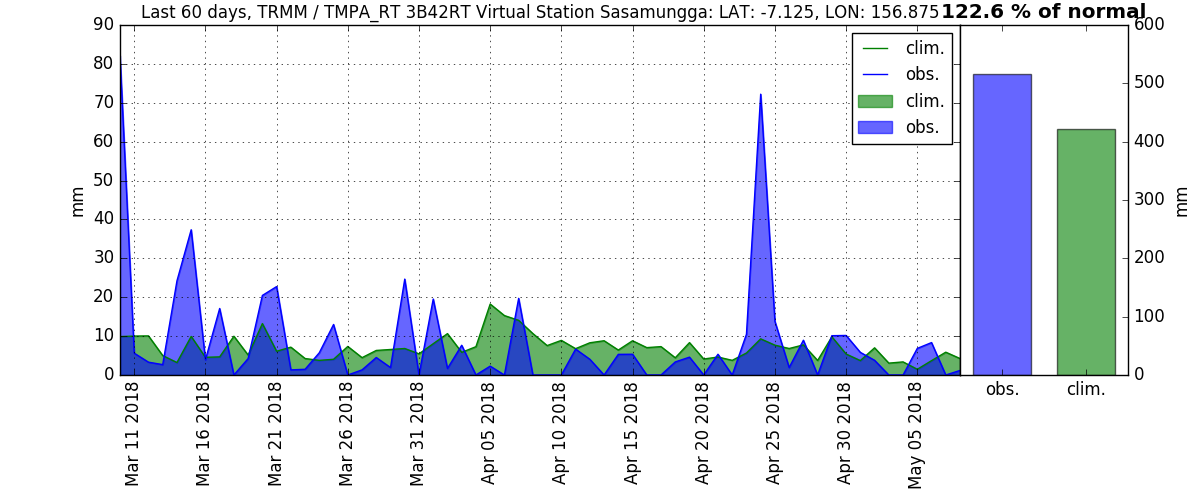 Last 60 days, TRMM / TMPA_RT 3B42RT Virtual Station Sasamungga: LAT: -7.125, LON: 156.875
122.6 % of normal
90
80
70
60
50
40
30
20
10
0
mm
clim.
obs.
clim.
obs.
Mar 11 2018
Mar 16 2018
Mar 21 2018
Mar 26 2018
Mar 31 2018
Apr 05 2018
Apr 10 2018
Apr 15 2018
Apr 20 2018
Apr 25 2018
Apr 30 2018
May 05 2018
600
500
400
300
200
100
0
mm
obs.
clim.